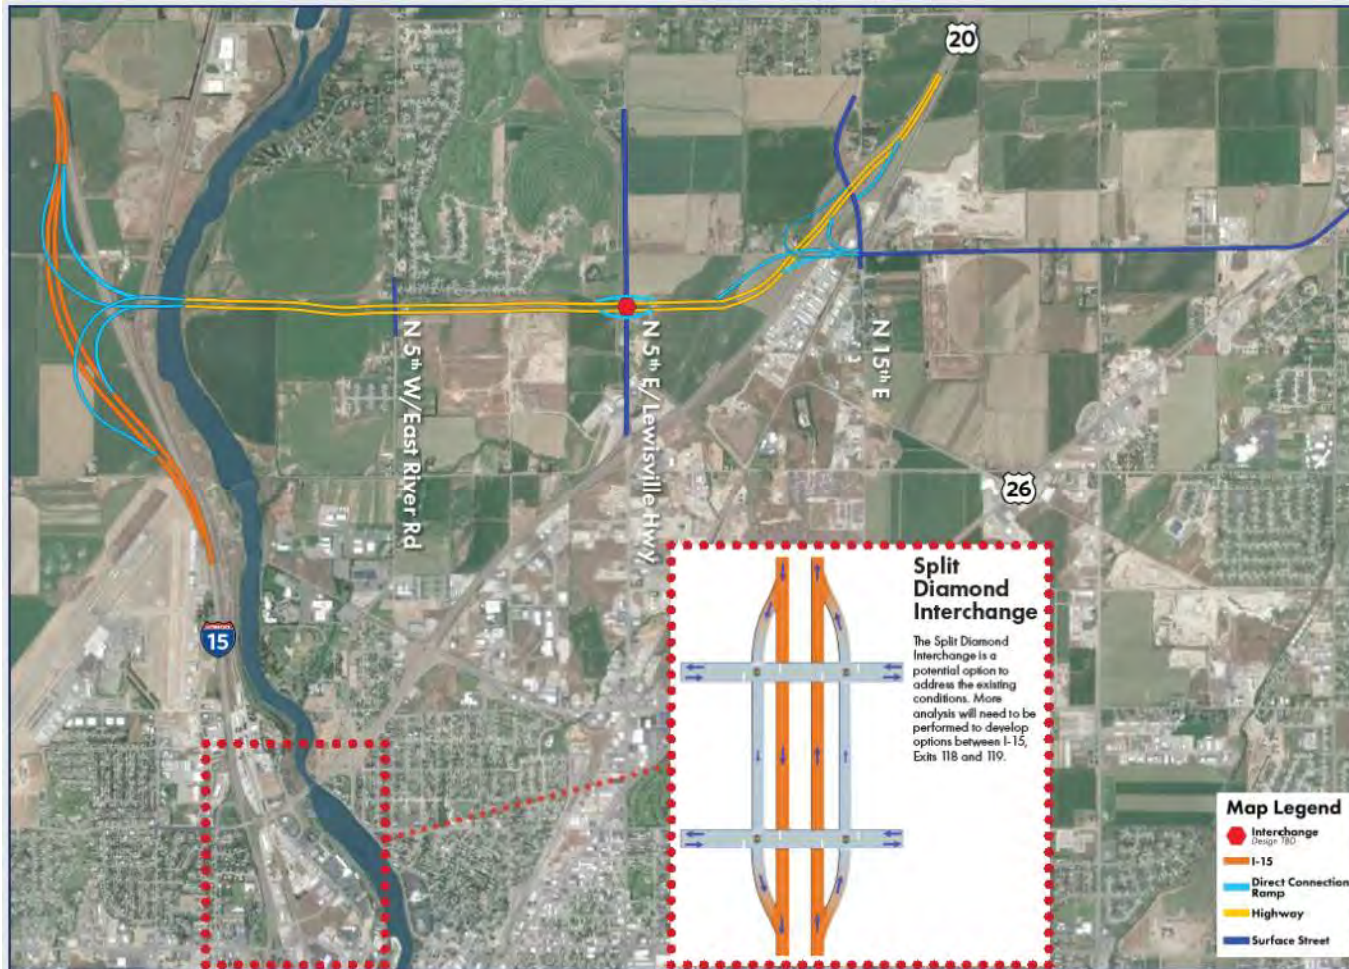 20
N 5th W/East River Rd
N 5th E/Lewisville Hwy
N 15th E
26
15
Split
Diamond
Interchange
The Split Diamond
Interchange is a
potential option to
address the existing
conditions. More
analysis will need to be
performed to develop
options between I-15,
Exits 118 and 119.
Map Legend
Interchange
Design TBD
I-15
Direct Connection
Ramp
Highway
Surface Street